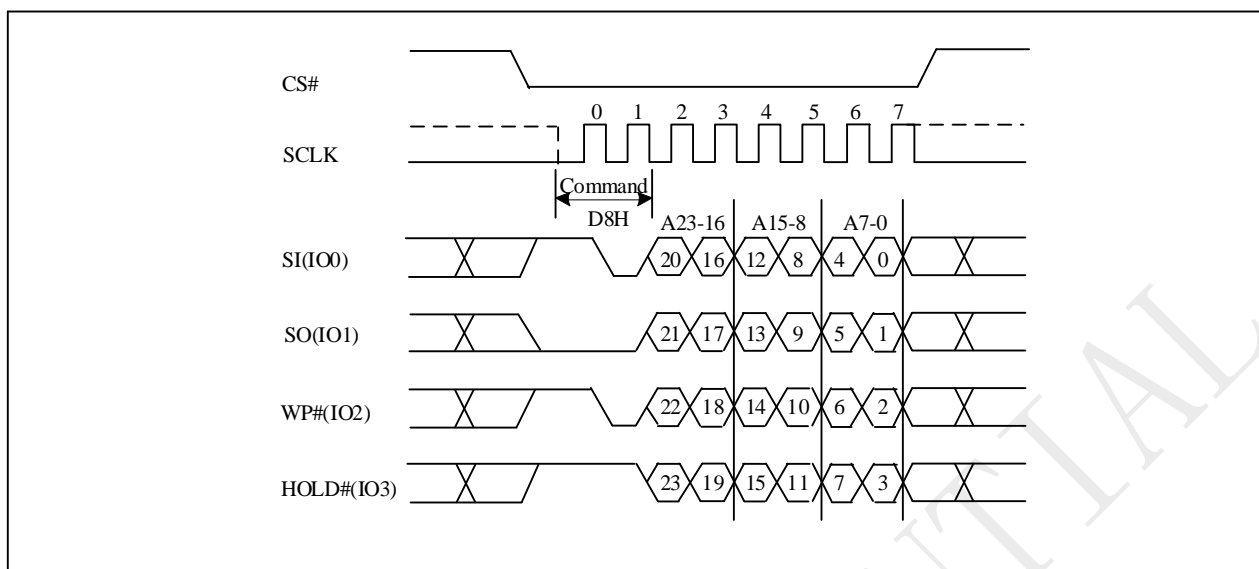 CS#
0 1 2 3 4 5 6 7
SCLK
Command
D8H A23-16 A15-8 A7-0
SI(IO0) 20 16 12 8 4 0
SO(IO1) 21 17 13 9 5 1
WP#(IO2) 22 18 14 10 6 2
HOLD#(IO3) 23 19 15 11 7 3
NTIAL